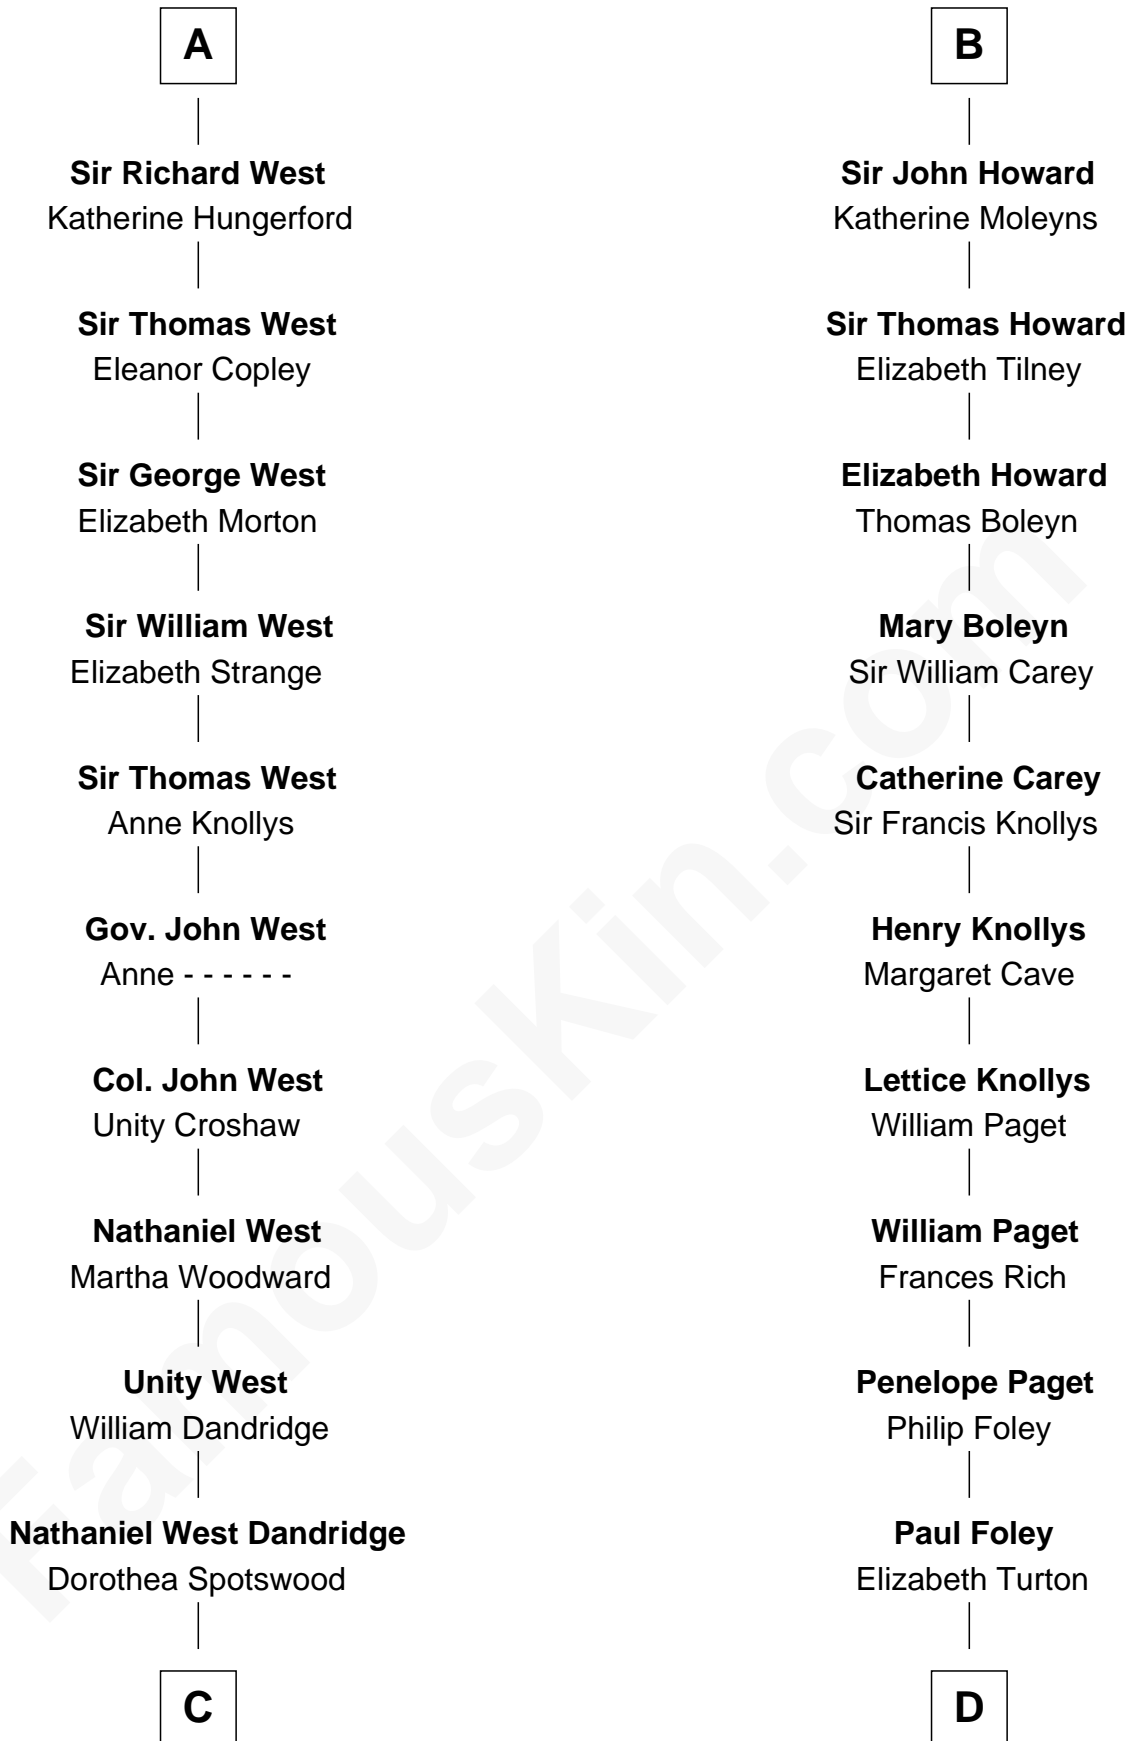 A
Sir Richard West
Katherine Hungerford
Sir Thomas West
Eleanor Copley
Sir George West
Elizabeth Morton
Sir William West
Elizabeth Strange
Sir Thomas West
Anne Knollys
Gov. John West
Anne - - - - - -
Col. John West
Unity Croshaw
Nathaniel West
Martha Woodward
Unity West
William Dandridge
Nathaniel West Dandridge
Dorothea Spotswood
C
B
Sir John Howard
Katherine Moleyns
Sir Thomas Howard
Elizabeth Tilney
Elizabeth Howard
Thomas Boleyn
Mary Boleyn
Sir William Carey
Catherine Carey
Sir Francis Knollys
Henry Knollys
Margaret Cave
Lettice Knollys
William Paget
William Paget
Frances Rich
Penelope Paget
Philip Foley
Paul Foley
Elizabeth Turton
D
FamousKin.com